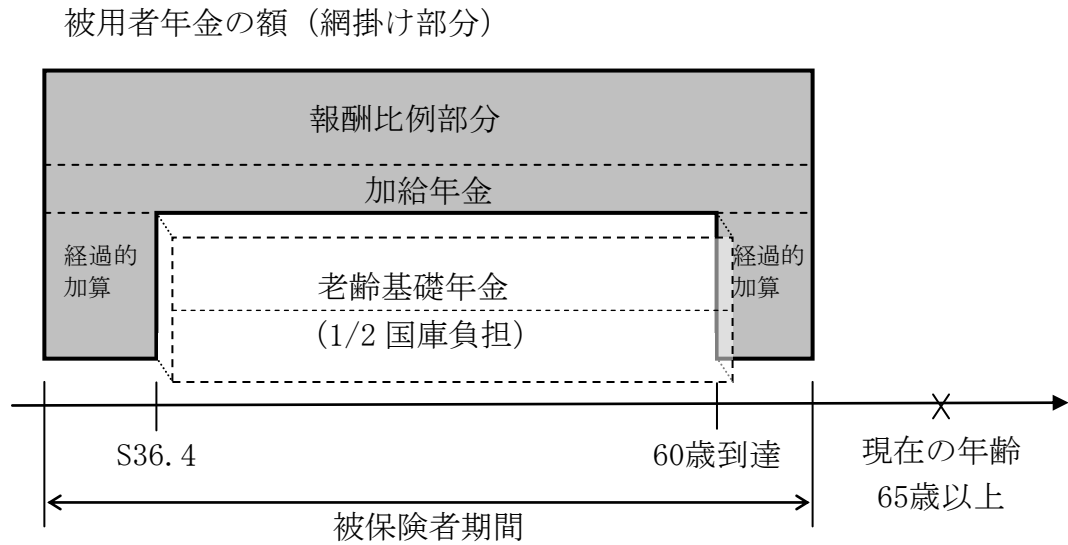 被用者年金の額（網掛け部分）
報酬比例部分
加給年金
経過的
加算
老齢基礎年金
(1/2 国庫負担)
経過的
加算
S36.4
60歳到達
現在の年齢
65歳以上
被保険者期間